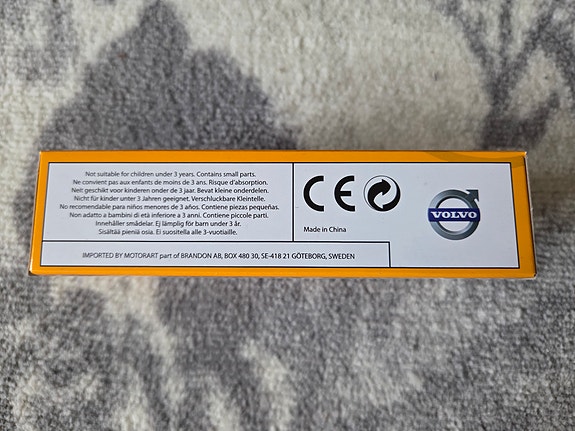 Not suitable for children under 3 years. Contains small parts.
Ne convient pas aux enfants de moins de 3 ans. Risque d'absorption.
Neit geschikt voor kinderen onder de 3 jaar. Bevat kleine onderdelen.
Nicht für kinder unter 3 Jahren geeignet. Verschluckbare Kleintelle.
No recomendable para niños menores de 3 años. Contiene piezas pequeñas.
Non adatto a bambini di età inferiore a 3 anni. Contiene piccole parti.
Innehåller smådelar. Ej lämplig för barn under 3 år.
Sisältää pieniä osia. Ei suositella alle 3-vuotiaille.
CE
Made in China
VOLVO
IMPORTED BY MOTORART part of BRANDON AB, BOX 480 30, SE-418 21 GÖTEBORG, SWEDEN